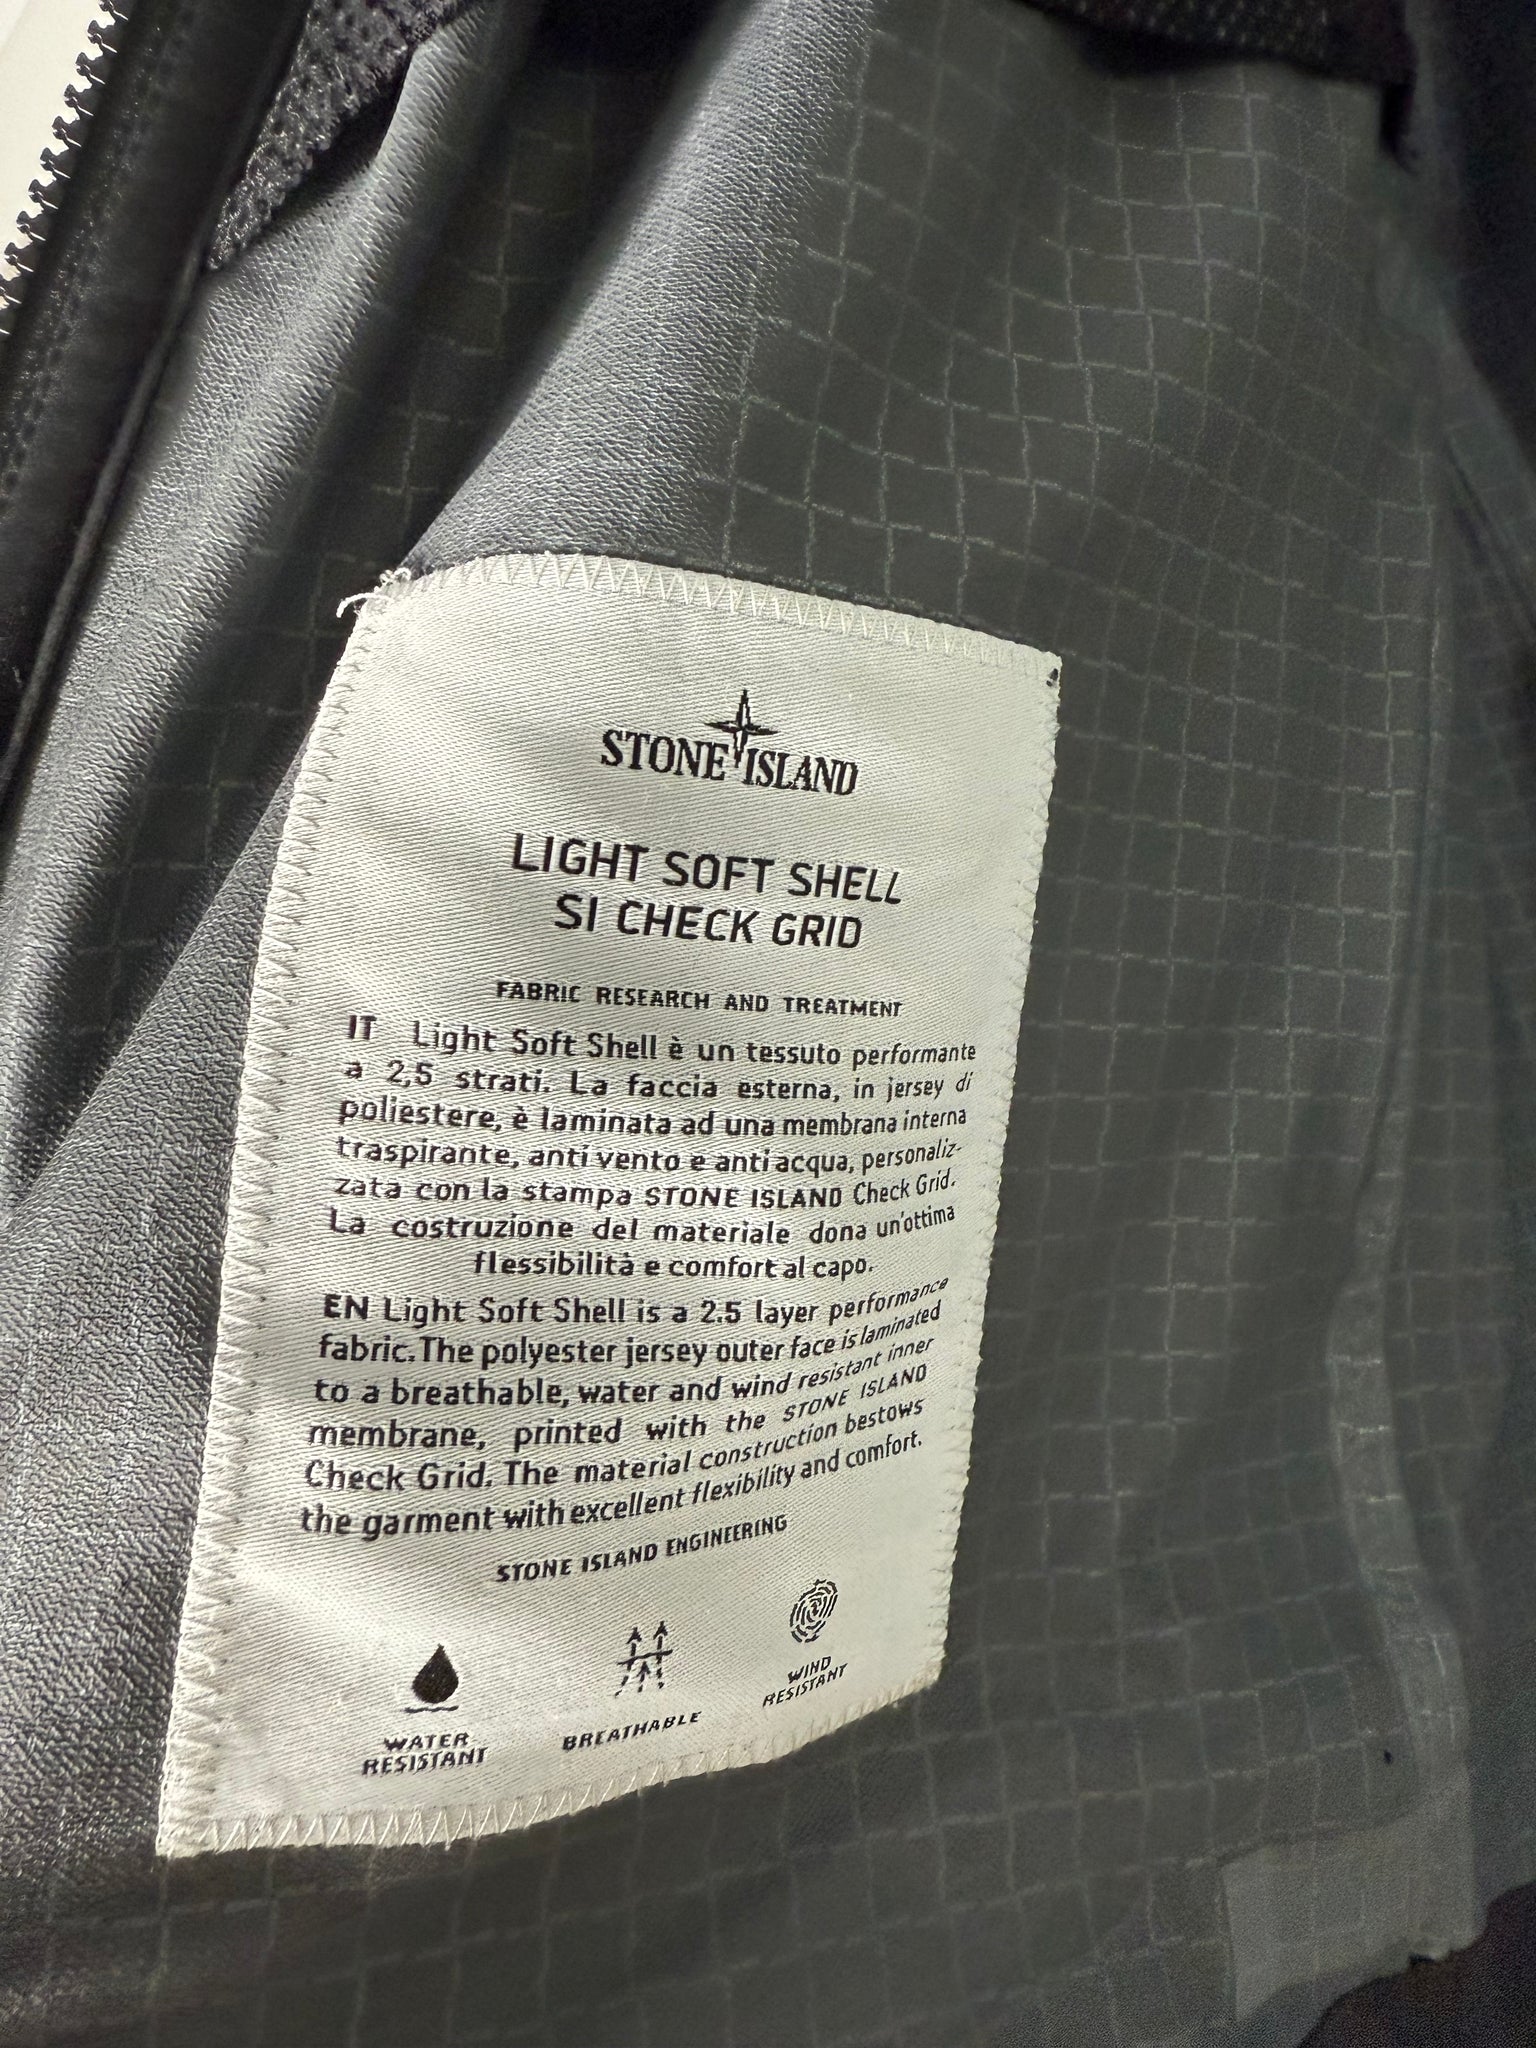 STONE ISLAND
LIGHT SOFT SHELL
SI CHECK GRID
FABRIC RESEARCH AND TREATMENT
IT Light Soft Shell è un tessuto performante
a 2,5 strati. La faccia esterna, in jersey di
poliestere, è laminata ad una membrana interna
traspirante, anti vento e anti acqua, personaliz-
zata con la stampa STONE ISLAND Check Grid.
La costruzione del materiale dona un'ottima
flessibilità e comfort al capo.
EN Light Soft Shell is a 2.5 layer performance
fabric. The polyester jersey outer face is laminated
to a breathable, water and wind resistant inner
membrane, printed with the STONE ISLAND
Check Grid. The material construction bestows
the garment with excellent flexibility and comfort.
STONE ISLAND ENGINEERING
WATER
RESISTANT
BREATHABLE
WIND
RESISTANT